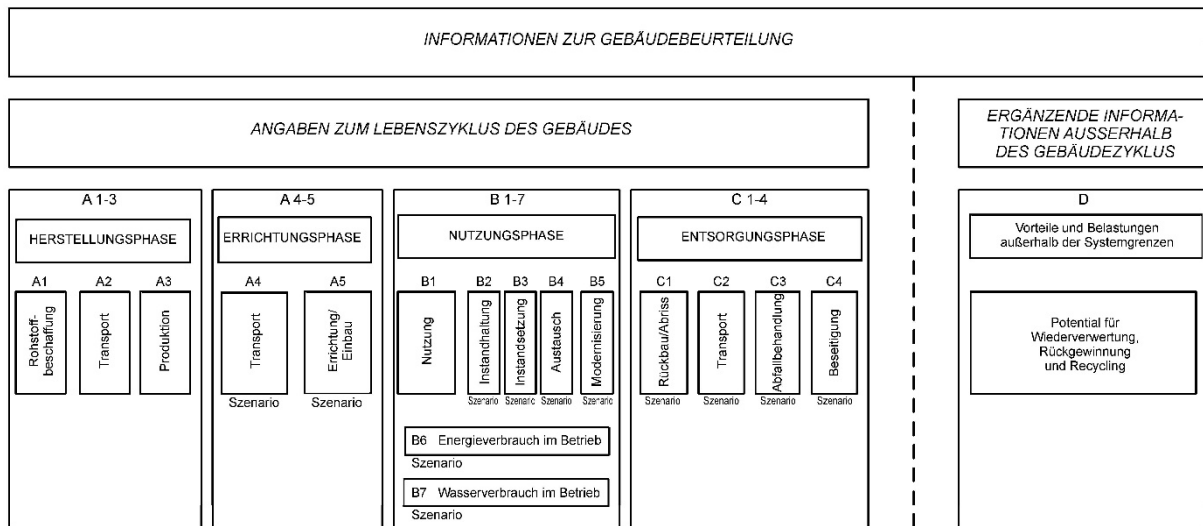 INFORMATIONEN ZUR GEBÄUDEBEURTEILUNG
ANGABEN ZUM LEBENSZYKLUS DES GEBÄUDES
ERGÄNZENDE INFORMA-
TIONEN AUSSERHALB
DES GEBÄUDEZYKLUS
A 1-3
HERSTELLUNGSPHASE
A1
A2
A3
Rohstoff-
beschaffung
Transport
Produktion
A 4-5
ERRICHTUNGSPHASE
A4
A5
Transport
Errichtung/
Einbau
Szenario
Szenario
B 1-7
NUTZUNGSPHASE
B1
B2
B3
B4
B5
Nutzung
Instandhaltung
Instandsetzung
Austausch
Modernisierung
Szenario
Szenario
Szenario
Szenario
B6 Energieverbrauch im Betrieb
Szenario
B7 Wasserverbrauch im Betrieb
Szenario
C 1-4
ENTSORGUNGSPHASE
C1
C2
C3
C4
Rückbau/Abriss
Transport
Abfallbehandlung
Beseitigung
Szenario
Szenario
Szenario
Szenario
D
Vorteile und Belastungen
außerhalb der Systemgrenzen
Potential für
Wiederverwertung,
Rückgewinnung
und Recycling